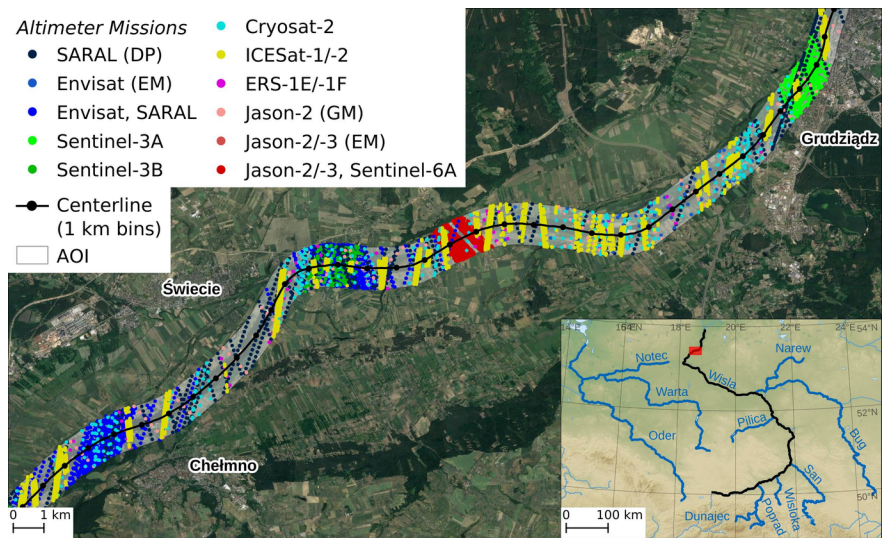 Altimeter Missions
SARAL (DP)
Envisat (EM)
Envisat, SARAL
Sentinel-3A
Sentinel-3B
Centerline
(1 km bins)
AOI
Cryosat-2
ICESat-1/-2
ERS-1E/-1F
Jason-2 (GM)
Jason-2/-3 (EM)
Jason-2/-3, Sentinel-6A
Grudziądz
Świecie
Chełmno
0 1 km
14°E 16°E 18°E 20°E 22°E 54°N
Notec
Narew
Wisla
Warta
52°N
Pilica
Oder
Bug
San
50°N
Wisloka
Dunajec
Poprad
0 100 km